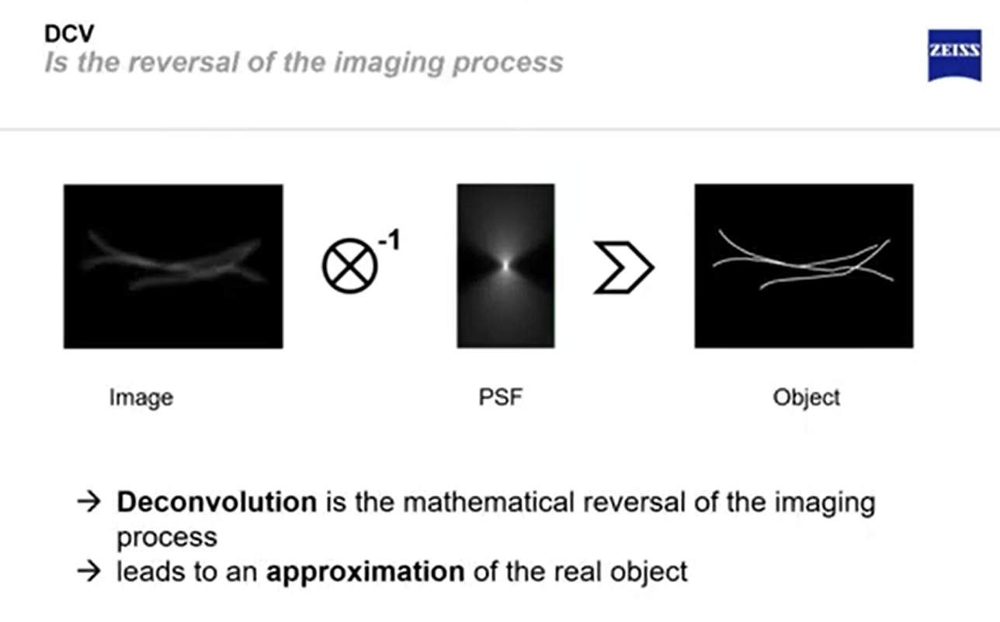 DCV
Is the reversal of the imaging process
ZEISS
-1
Image
PSF
Object
→ Deconvolution is the mathematical reversal of the imaging
process
→ leads to an approximation of the real object